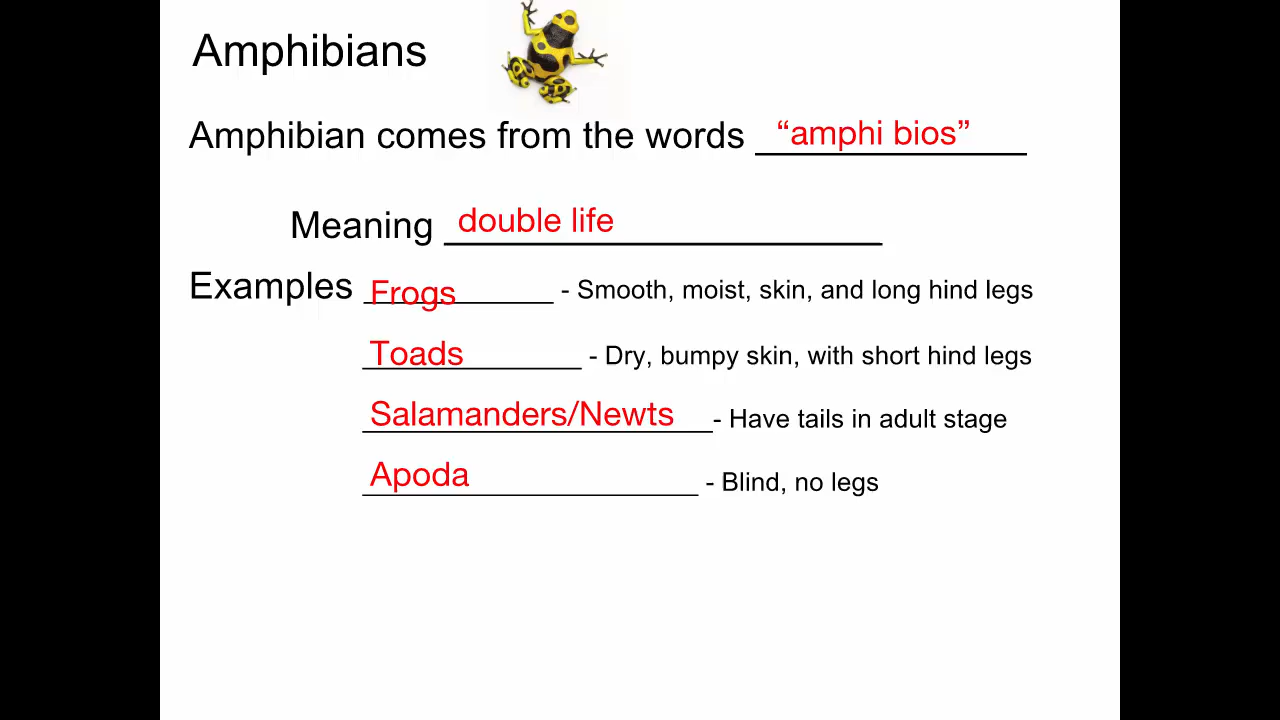 Amphibians
Amphibian comes from the words “amphi bios”
Meaning double life
Examples Frogs - Smooth, moist, skin, and long hind legs
Toads - Dry, bumpy skin, with short hind legs
Salamanders/Newts - Have tails in adult stage
Apoda - Blind, no legs